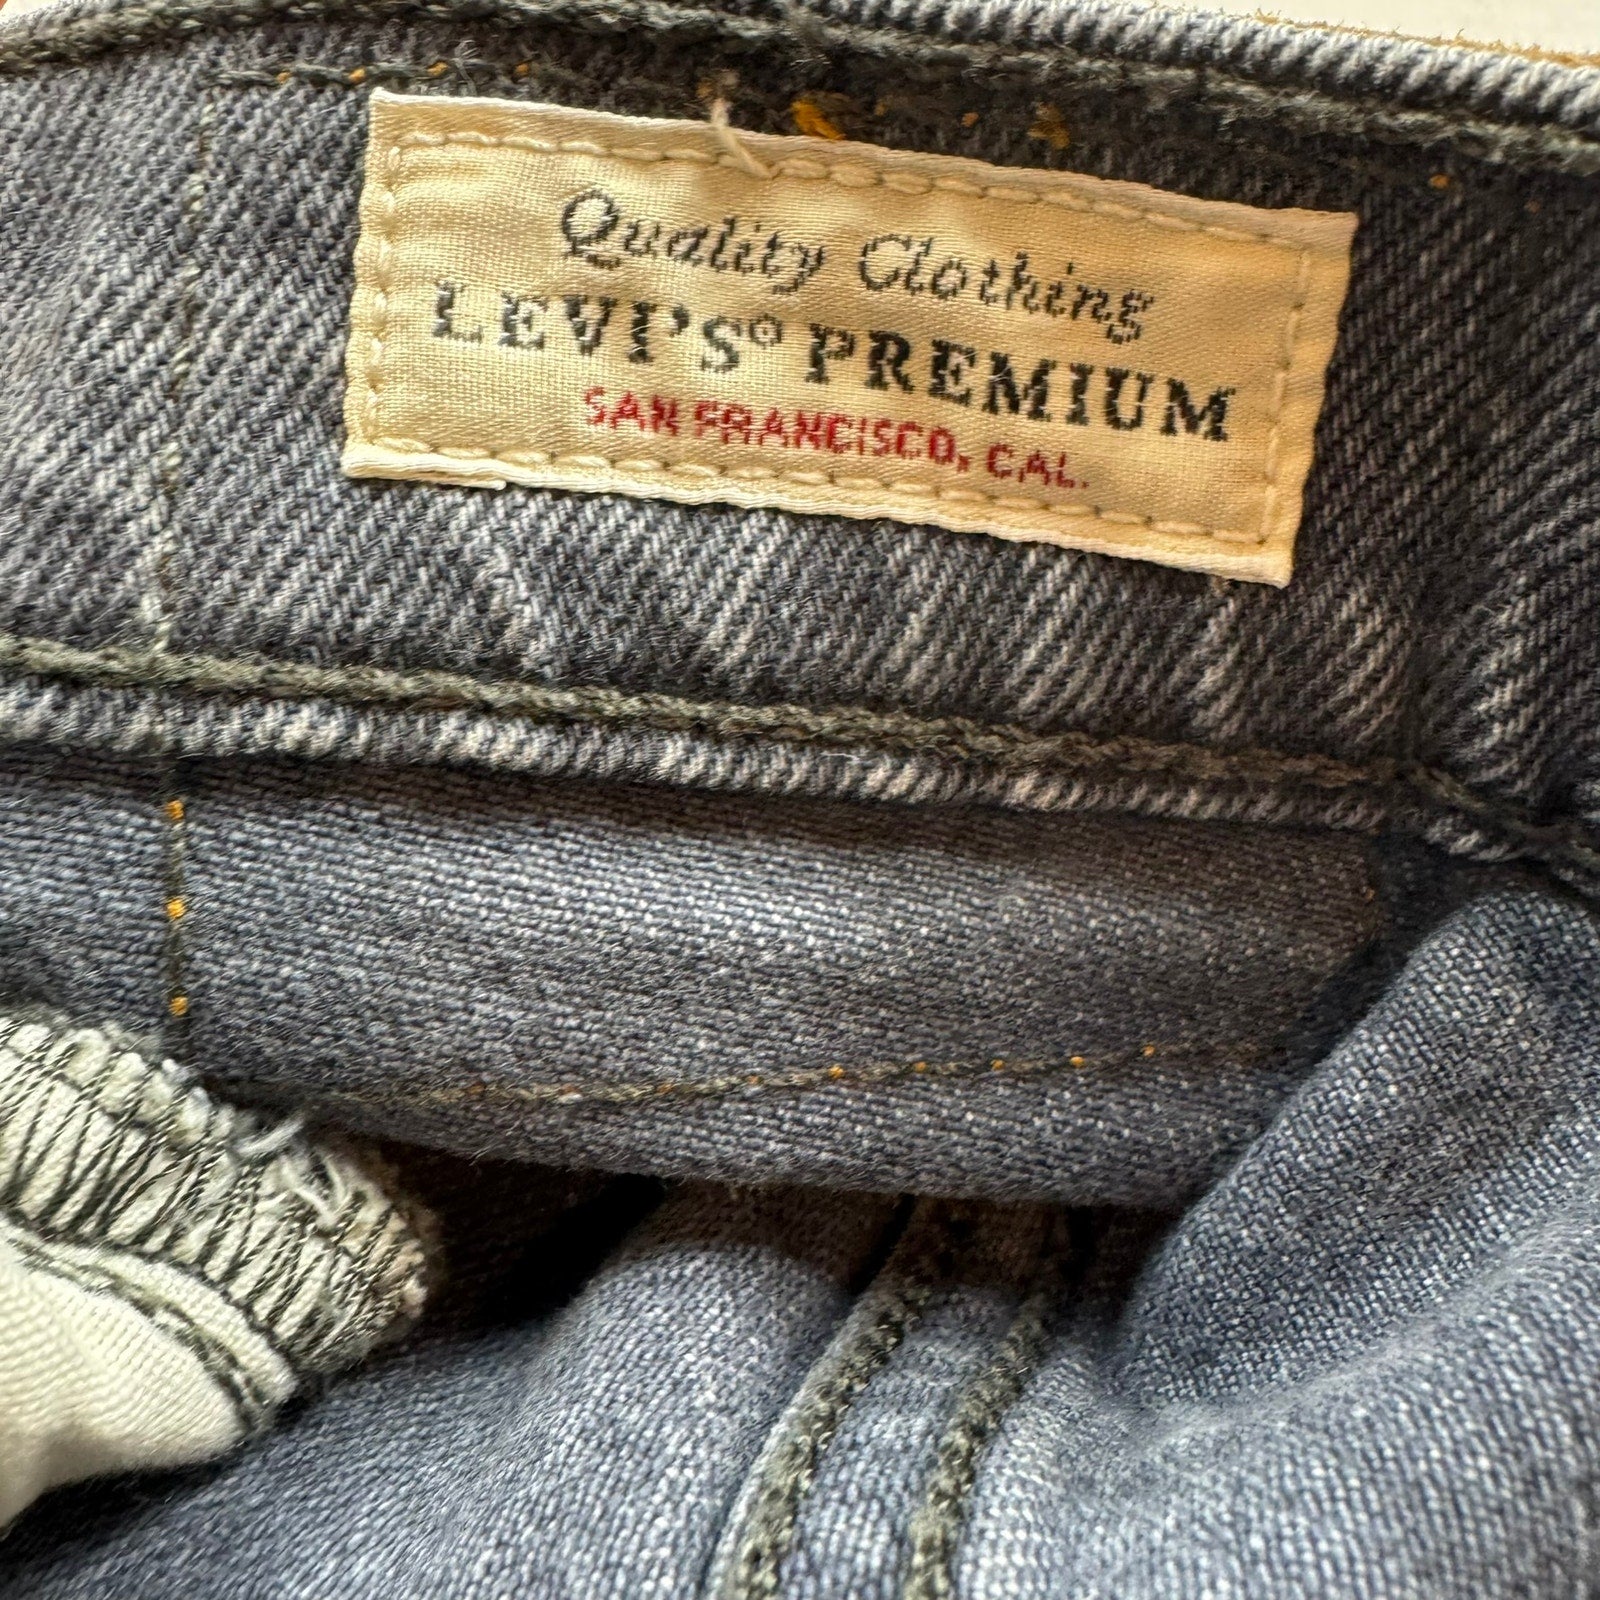 Quality Clothing
LEVI'S® PREMIUM
SAN FRANCISCO, CAL.